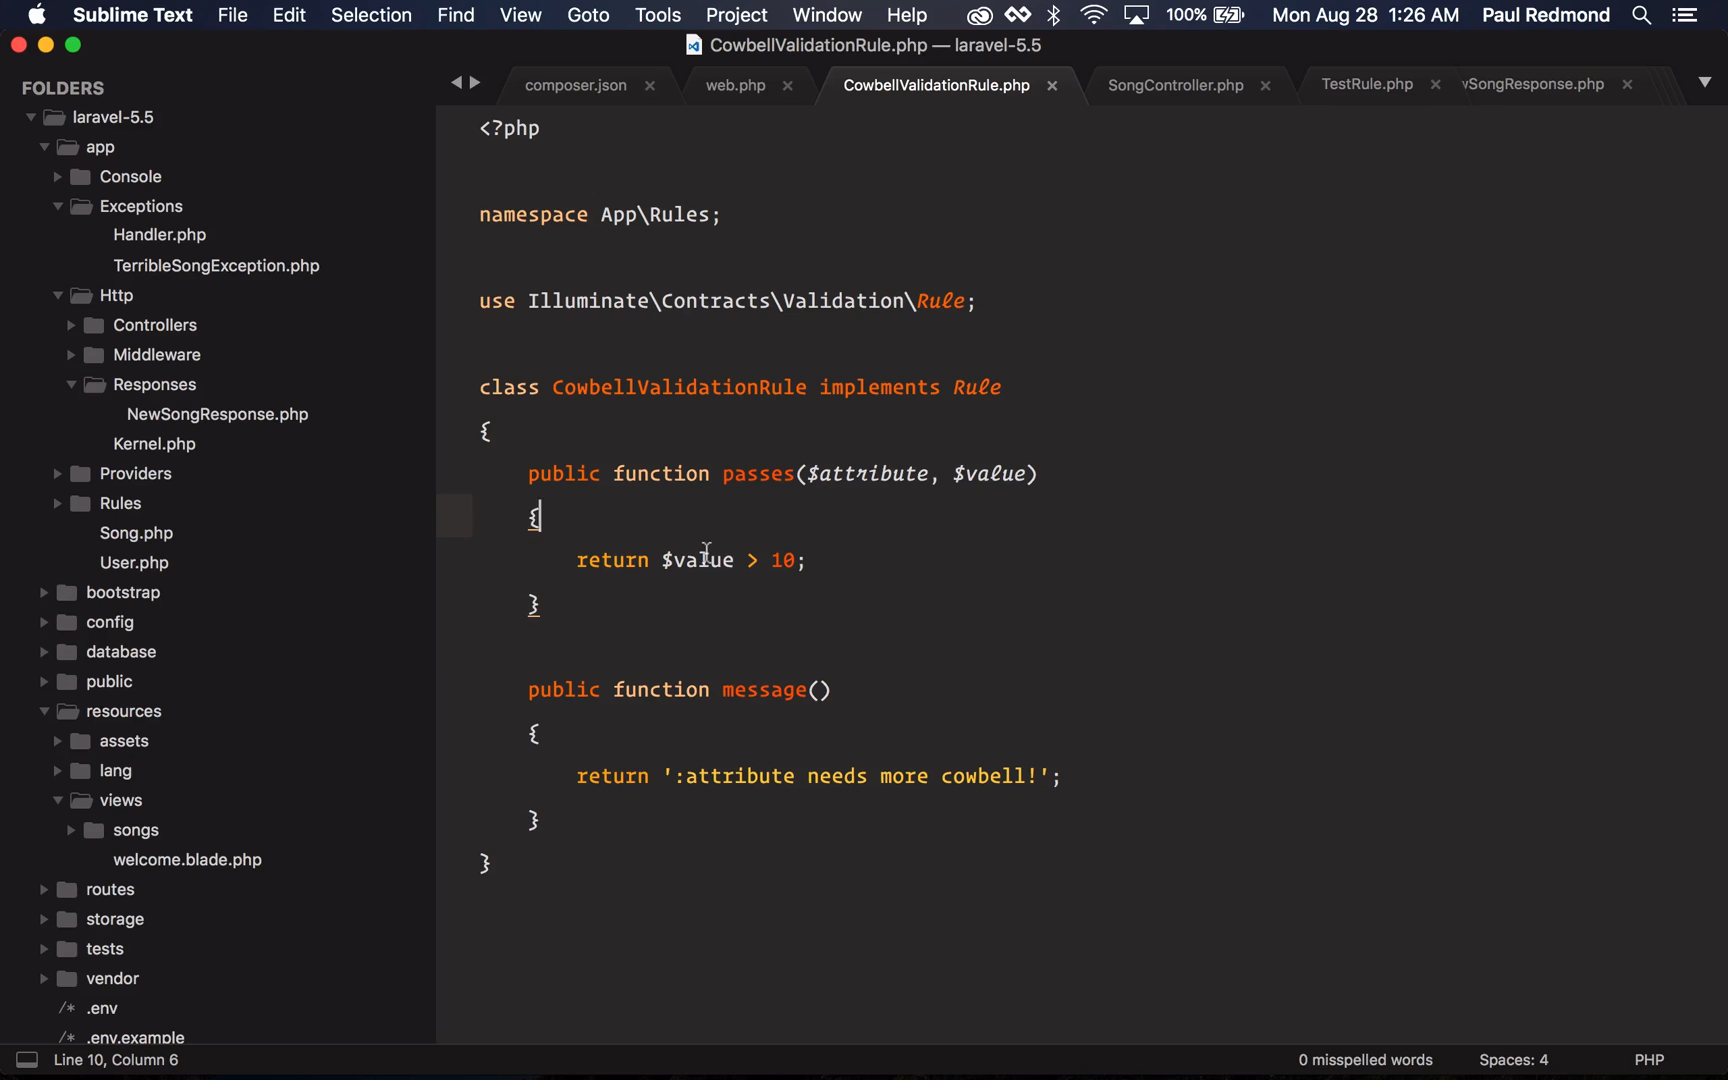 Sublime Text File Edit Selection Find View Goto Tools Project Window Help 100% Mon Aug 28 1:26 AM Paul Redmond
CowbellValidationRule.php — laravel-5.5
FOLDERS
laravel-5.5
app
Console
Exceptions
Handler.php
TerribleSongException.php
Http
Controllers
Middleware
Responses
NewSongResponse.php
Kernel.php
Providers
Rules
Song.php
User.php
bootstrap
config
database
public
resources
assets
lang
views
songs
welcome.blade.php
routes
storage
tests
vendor
/* .env
/* .env.example
composer.json web.php CowbellValidationRule.php SongController.php TestRule.php wSongResponse.php
<?php
namespace App\Rules;
use Illuminate\Contracts\Validation\Rule;
class CowbellValidationRule implements Rule
{
public function passes($attribute, $value)
{
return $value > 10;
}
public function message()
{
return ':attribute needs more cowbell!';
}
}
Line 10, Column 6 0 misspelled words Spaces: 4 PHP